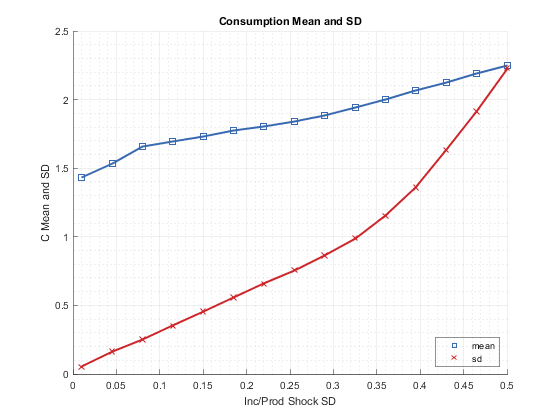 Consumption Mean and SD
C Mean and SD
2.5
2
1.5
1
0.5
0
0 0.05 0.1 0.15 0.2 0.25 0.3 0.35 0.4 0.45 0.5
Inc/Prod Shock SD
mean
sd